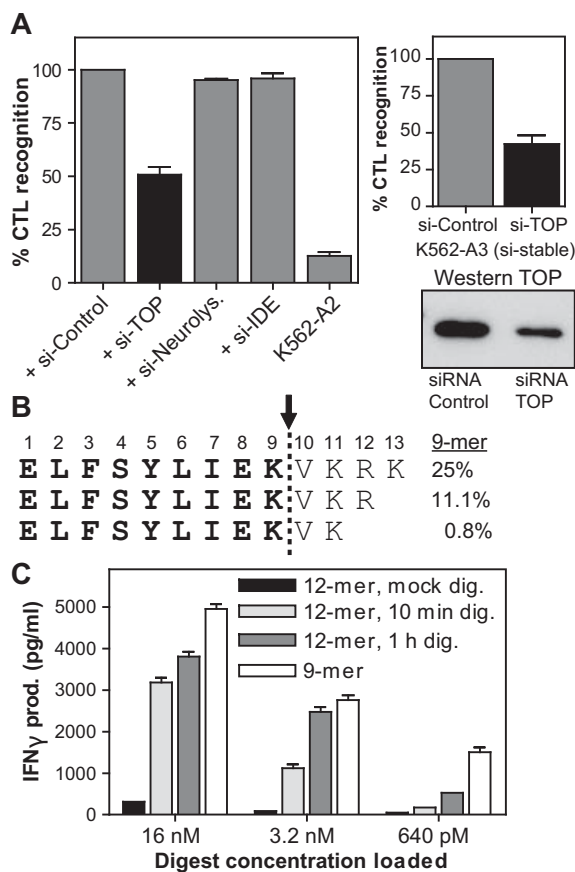 A
% CTL recognition
100
75
50
25
0
+ si-Control
+ si-TOP
+ si-Neurolys.
+ si-IDE
K562-A2
% CTL recognition
100
75
50
25
0
si-Control si-TOP
K562-A3 (si-stable)
Western TOP
siRNA Control
siRNA TOP
B
1 2 3 4 5 6 7 8 9 10 11 12 13 9-mer
E L F S Y L I E K V K R K 25%
E L F S Y L I E K V K R 11.1%
E L F S Y L I E K V K 0.8%
C
IFNγ prod. (pg/ml)
5000
4000
3000
2000
1000
0
12-mer, mock dig.
12-mer, 10 min dig.
12-mer, 1 h dig.
9-mer
16 nM 3.2 nM 640 pM
Digest concentration loaded